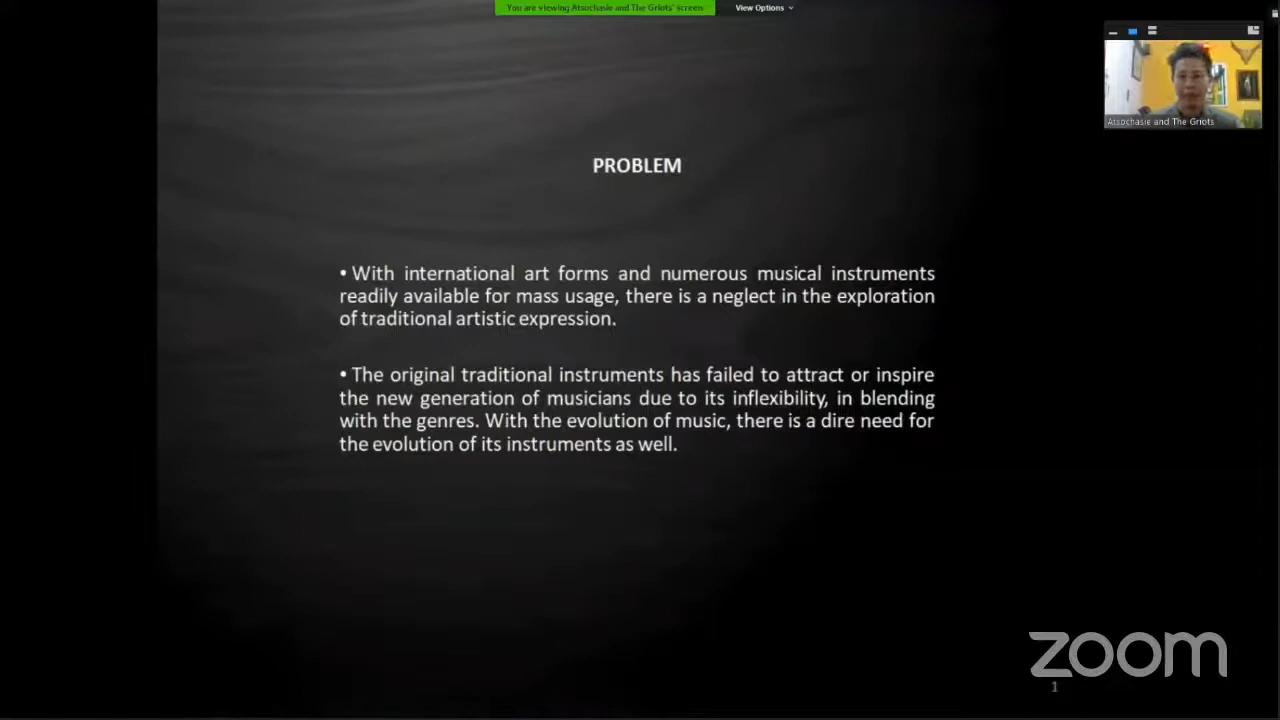 You are viewing Atsochasie and The Griots' screen
View Options
Atsochasie and The Griots
PROBLEM
• With international art forms and numerous musical instruments
readily available for mass usage, there is a neglect in the exploration
of traditional artistic expression.
• The original traditional instruments has failed to attract or inspire
the new generation of musicians due to its inflexibility, in blending
with the genres. With the evolution of music, there is a dire need for
the evolution of its instruments as well.
zoom
1